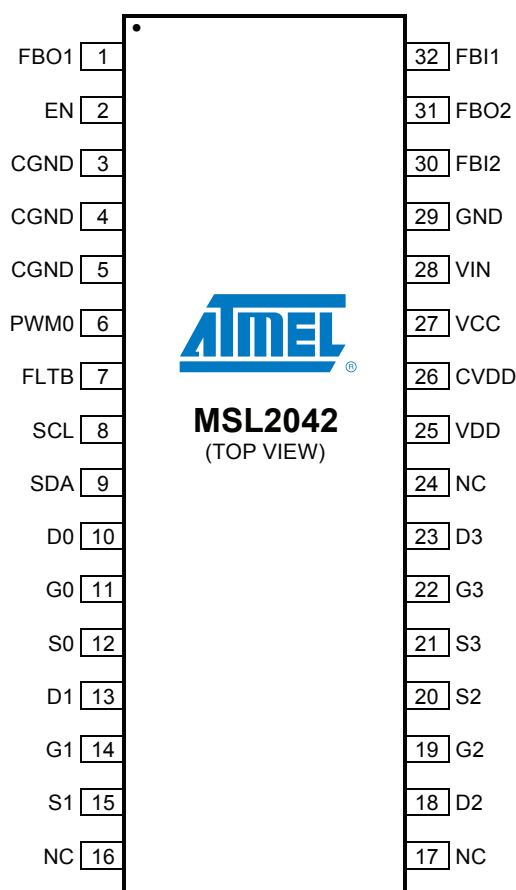 FBO1 1 32 FBI1
EN 2 31 FBO2
CGND 3 30 FBI2
CGND 4 29 GND
CGND 5 28 VIN
PWM0 6 27 VCC
FLTB 7 26 CVDD
SCL 8 25 VDD
SDA 9 24 NC
D0 10 23 D3
G0 11 22 G3
S0 12 21 S3
D1 13 20 S2
G1 14 19 G2
S1 15 18 D2
NC 16 17 NC
ATMEL ®
MSL2042
(TOP VIEW)